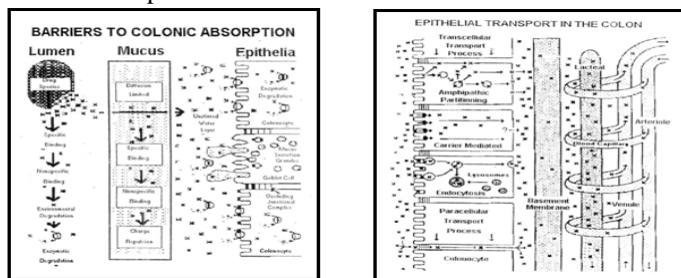 BARRIERS TO COLONIC ABSORPTION
Lumen
Mucus
Epithelia
Drug
Species
Specific
Binding
Nonspecific
Binding
Environmental
Degradation
Enzymatic
Degradation
Diffusion
Limited
Specific
Binding
Nonspecific
Binding
Charge
Repulsion
Unstirred
Water
Layer
Enzymatic
Degradation
Colonocyte
Mucus
Secretion
Granules
Goblet Cell
Occluding
Junctional
Complex
Colonocyte
EPITHELIAL TRANSPORT IN THE COLON
Transcellular
Transport
Process
Amphipathic
Partitioning
Carrier Mediated
Lysosomes
Endocytosis
Paracellular
Transport
Process
Colonocyte
Basement
Membrane
Lacteal
Arteriole
Blood Capillary
Venule